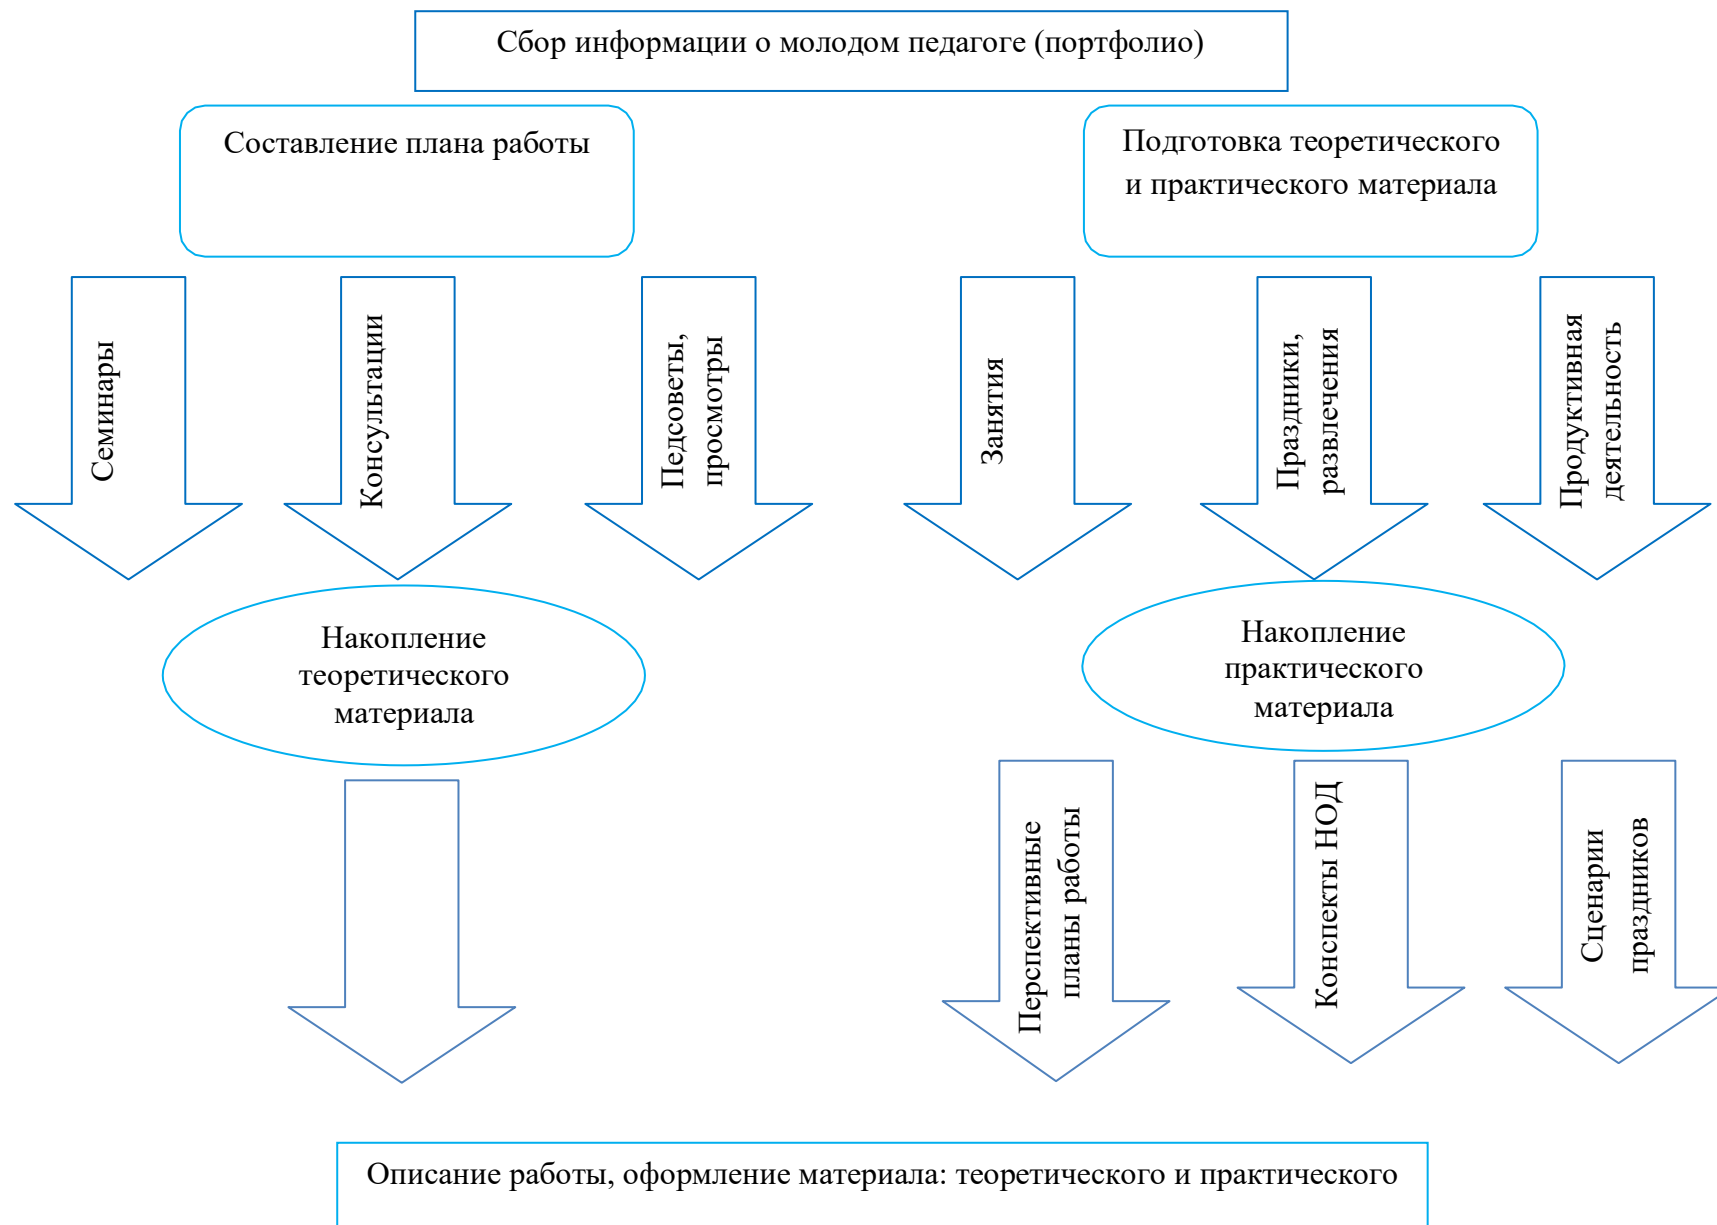 Сбор информации о молодом педагоге (портфолио)
Составление плана работы
Подготовка теоретического
и практического материала
Семинары
Консультации
Педсоветы,
просмотры
Занятия
Праздники,
развлечения
Продуктивная
деятельность
Накопление
теоретического
материала
Накопление
практического
материала
Перспективные
планы работы
Конспекты НОД
Сценарии
праздников
Описание работы, оформление материала: теоретического и практического